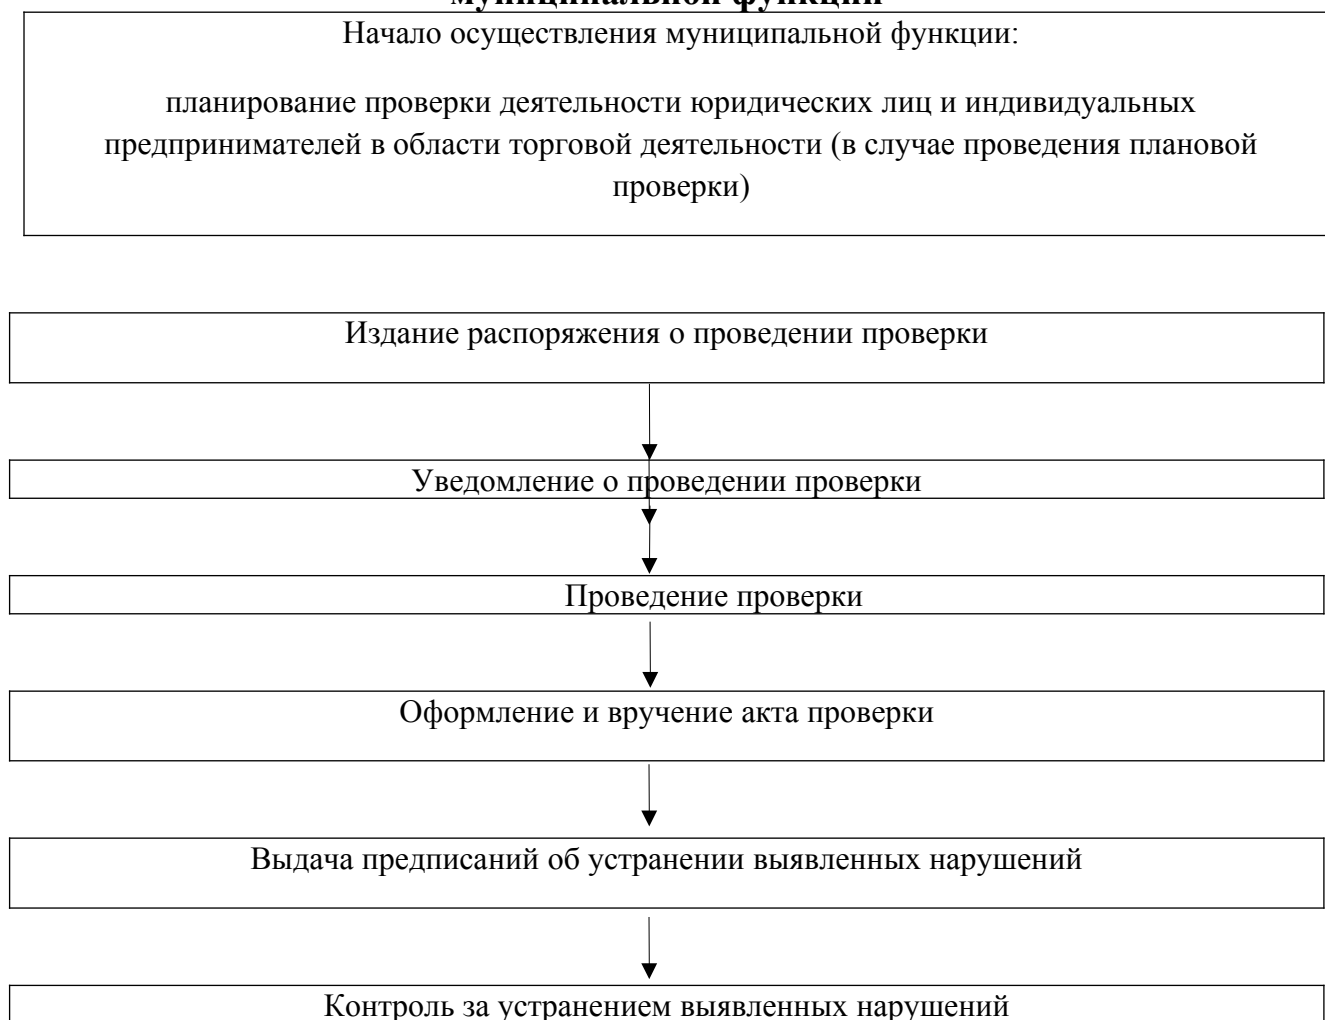 муниципальной функции
Начало осуществления муниципальной функции:
планирование проверки деятельности юридических лиц и индивидуальных
предпринимателей в области торговой деятельности (в случае проведения плановой
проверки)
Издание распоряжения о проведении проверки
Уведомление о проведении проверки
Проведение проверки
Оформление и вручение акта проверки
Выдача предписаний об устранении выявленных нарушений
Контроль за устранением выявленных нарушений